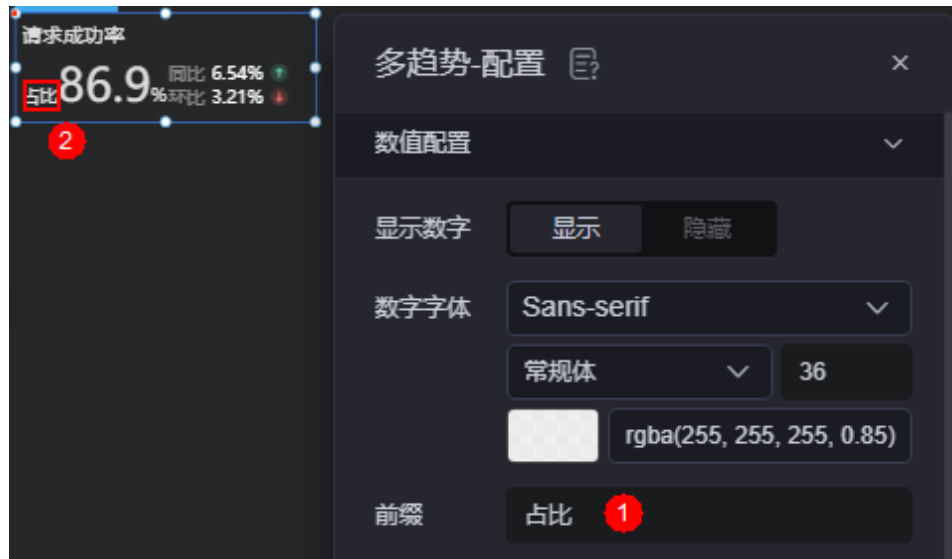 请求成功率
占比86.9%
同比 6.54%
环比 3.21%
2
多趋势-配置
数值配置
显示数字 显示 隐藏
数字字体 Sans-serif
常规体 36
rgba(255, 255, 255, 0.85)
前缀 占比 1